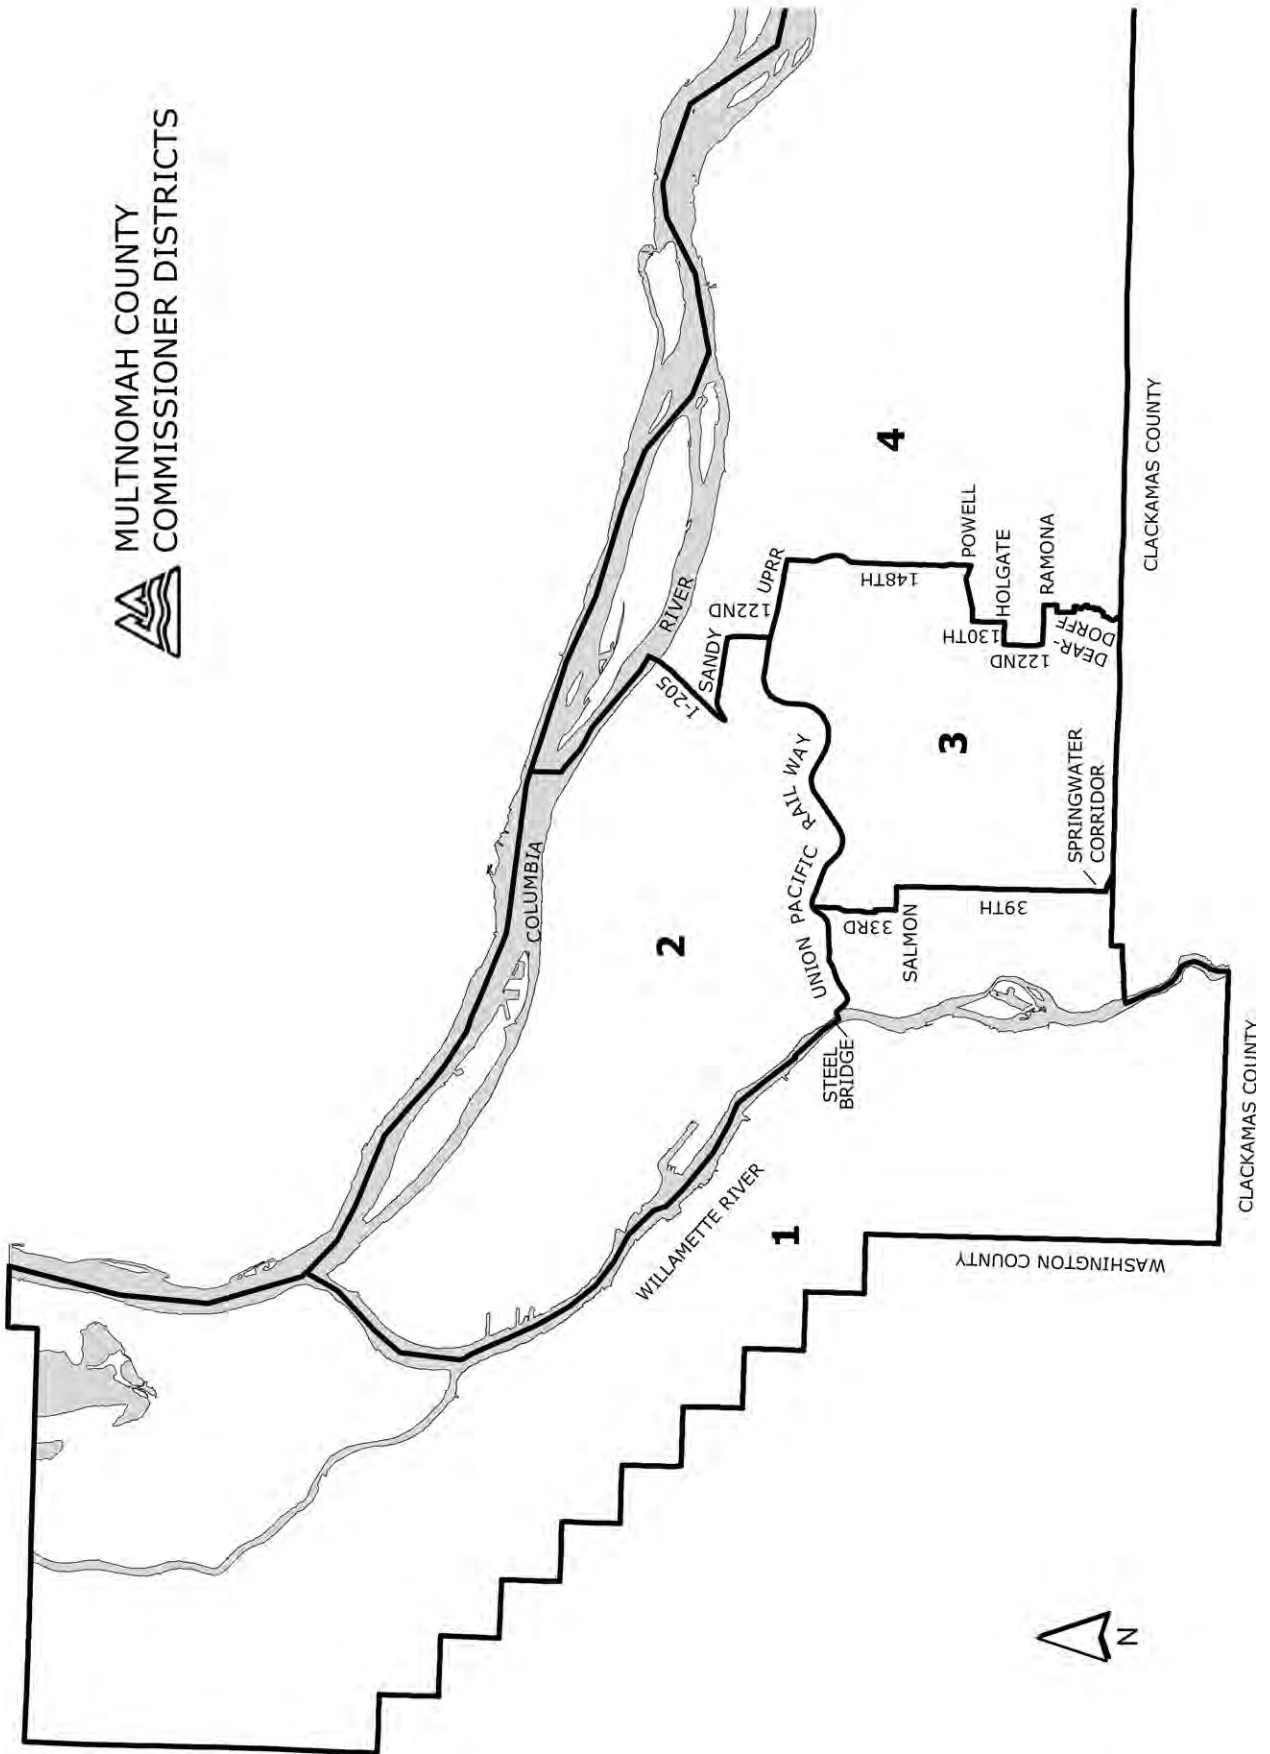 MULTNOMAH COUNTY
COMMISSIONER DISTRICTS
COLUMBIA
RIVER
I-205
SANDY
122ND
UPRR
148TH
4
POWELL
130TH
HOLGATE
122ND
RAMONA
DEAR-
DORFF
2
UNION PACIFIC RAIL WAY
3
33RD
SALMON
39TH
SPRINGWATER
CORRIDOR
STEEL
BRIDGE
WILLAMETTE RIVER
1
WASHINGTON COUNTY
CLACKAMAS COUNTY
CLACKAMAS COUNTY
N